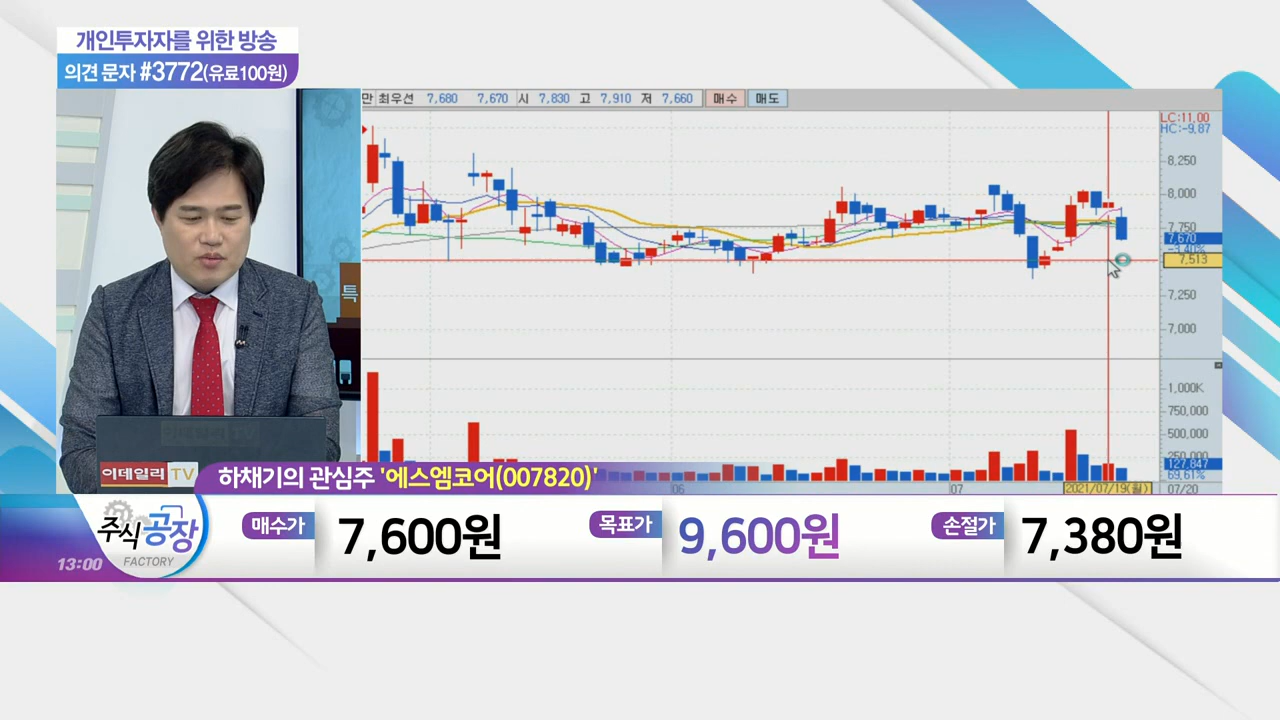 개인투자자를 위한 방송
의견 문자 #3772(유료100원)
만 최우선 7,680 7,670 시 7,830 고 7,910 저 7,660 매수 매도
LC:11.00
HC:-9.87
8,250
8,000
7,750
7,670
-3.40%
7,513
7,250
7,000
특
1,000K
750,000
500,000
250,000
127,847
69.61%
06 07 2021/07/19(월) 07/20
이데일리 TV
하채기의 관심주 '에스엠코어(007820)'
주식공장
FACTORY
13:00
매수가 7,600원 목표가 9,600원 손절가 7,380원